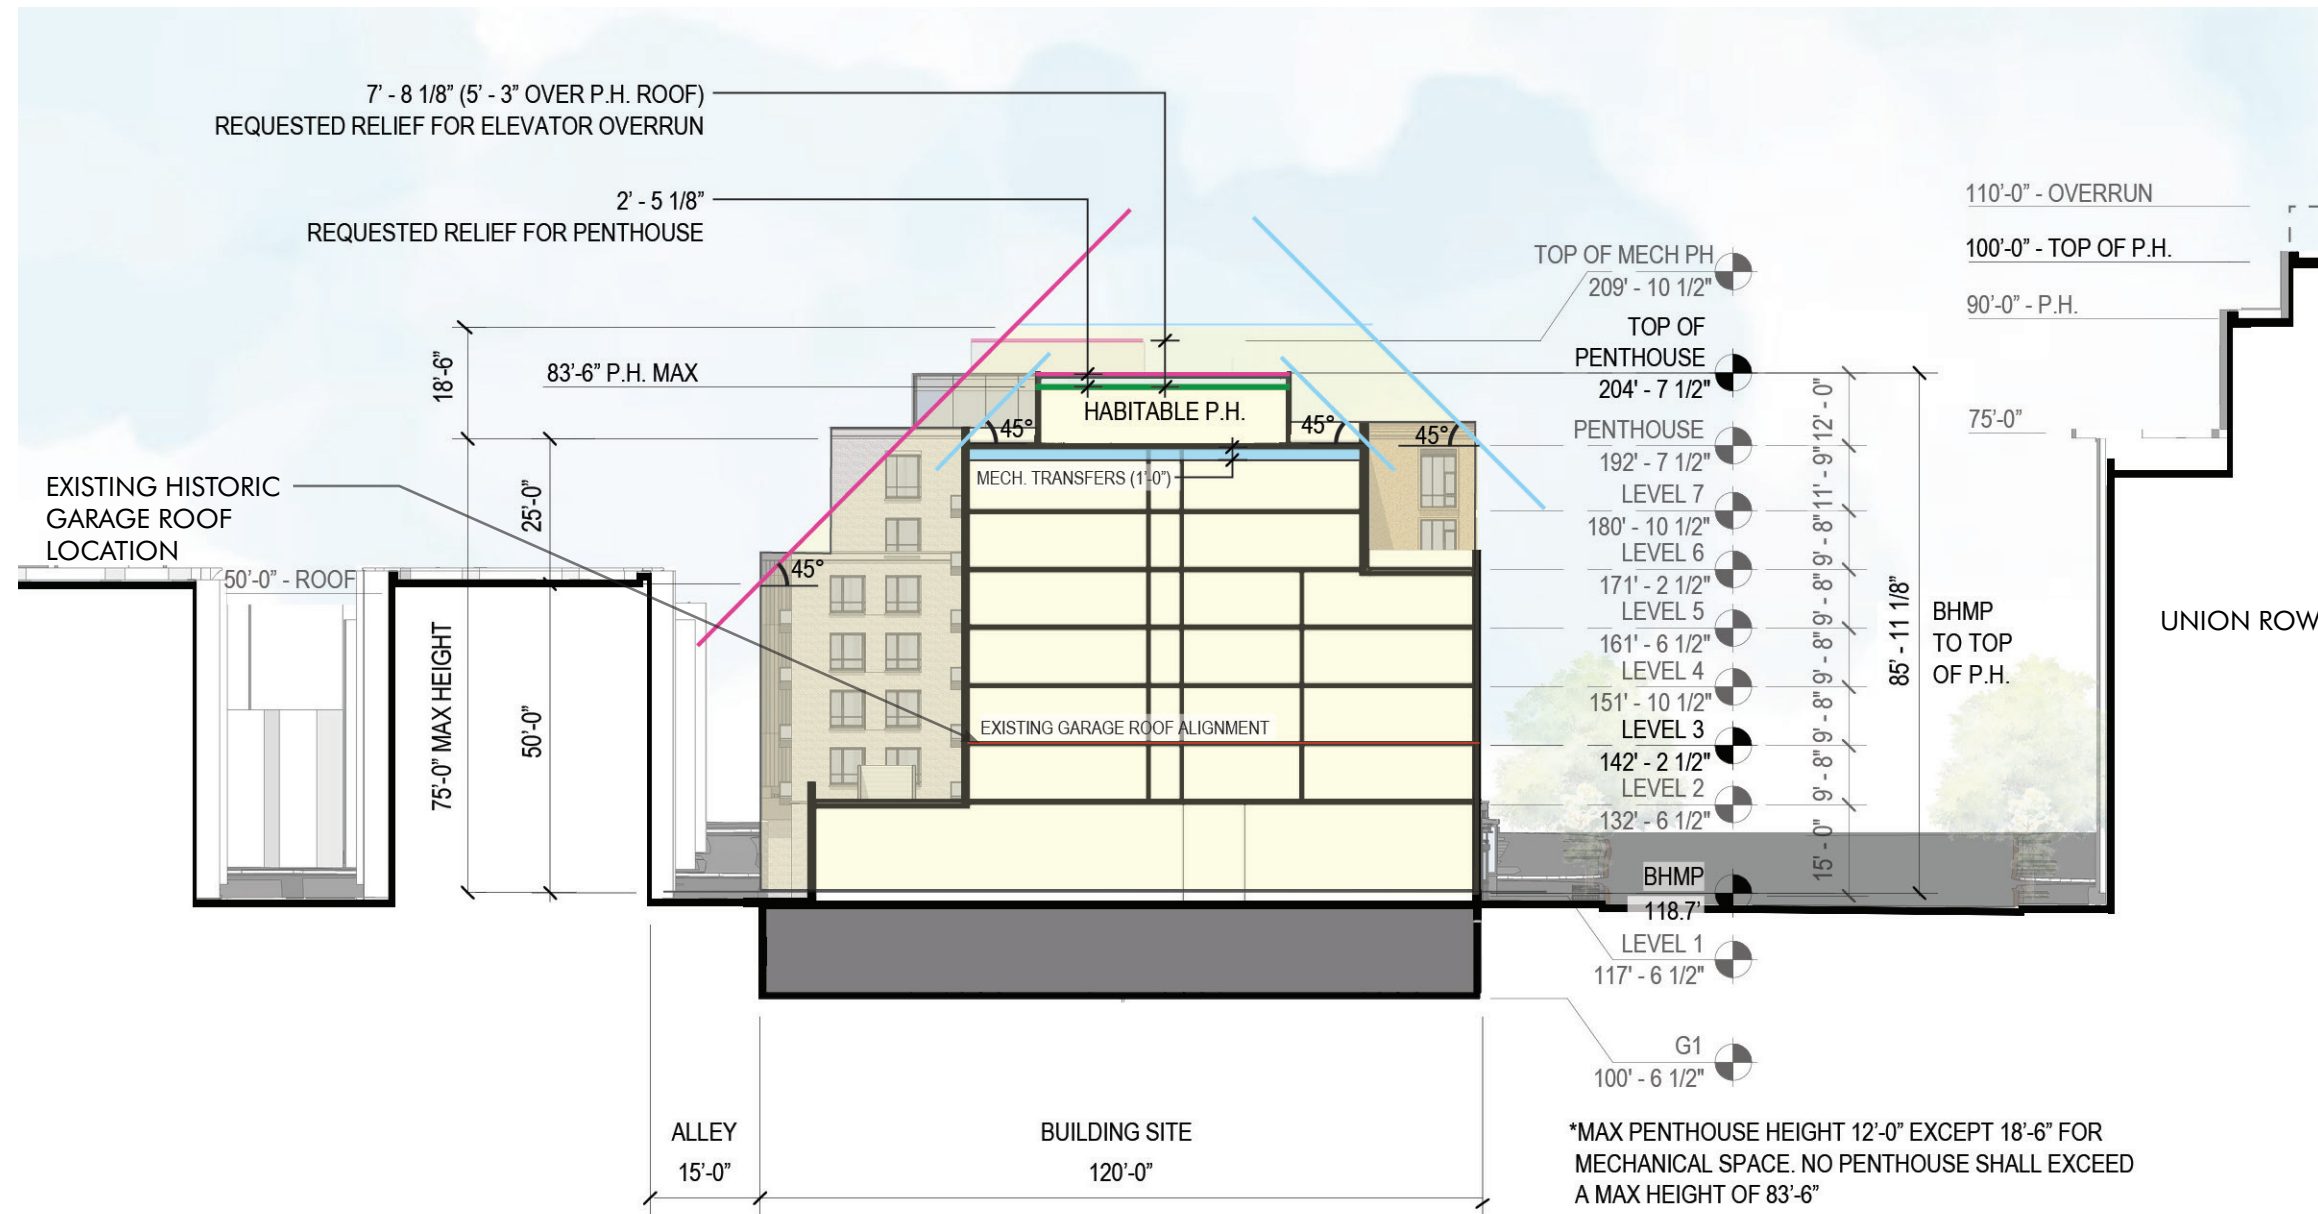 7’ - 8 1/8” (5’ - 3” OVER P.H. ROOF)
REQUESTED RELIEF FOR ELEVATOR OVERRUN
2’ - 5 1/8”
REQUESTED RELIEF FOR PENTHOUSE
18’-6”
83’-6” P.H. MAX
25’-0”
EXISTING HISTORIC
GARAGE ROOF
LOCATION
50’-0” - ROOF
75’-0” MAX HEIGHT
50’-0”
45°
45°
45°
45°
HABITABLE P.H.
MECH. TRANSFERS (1’-0”)
EXISTING GARAGE ROOF ALIGNMENT
TOP OF MECH PH
209' - 10 1/2"
TOP OF
PENTHOUSE
204' - 7 1/2"
PENTHOUSE
192' - 7 1/2"
LEVEL 7
180' - 10 1/2"
LEVEL 6
171' - 2 1/2"
LEVEL 5
161' - 6 1/2"
LEVEL 4
151' - 10 1/2"
LEVEL 3
142' - 2 1/2"
LEVEL 2
132' - 6 1/2"
BHMP
118.7’
LEVEL 1
117' - 6 1/2"
G1
100' - 6 1/2"
12' - 0"
11' - 9"
9' - 8"
9' - 8"
9' - 8"
9' - 8"
9' - 8"
15' - 0"
85’ - 11 1/8”
BHMP
TO TOP
OF P.H.
110’-0” - OVERRUN
100’-0” - TOP OF P.H.
90’-0” - P.H.
75’-0”
UNION ROW
ALLEY
15’-0”
BUILDING SITE
120’-0”
*MAX PENTHOUSE HEIGHT 12’-0” EXCEPT 18’-6” FOR
MECHANICAL SPACE. NO PENTHOUSE SHALL EXCEED
A MAX HEIGHT OF 83’-6”